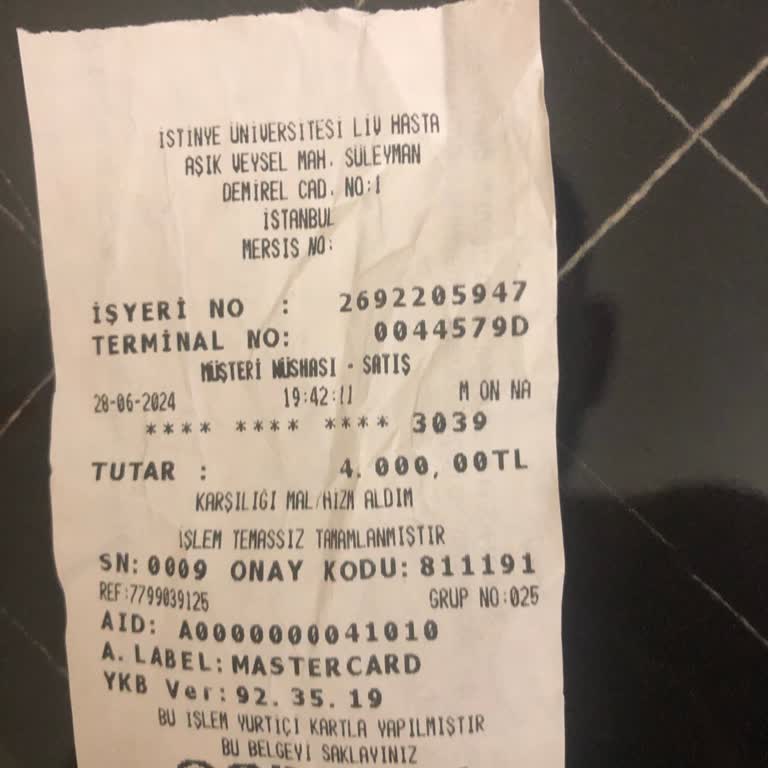 İSTİNYE ÜNİVERSİTESİ LİV HASTA
AŞIK VEYSEL MAH. SÜLEYMAN
DEMİREL CAD. NO:1
İSTANBUL
MERSIS NO:
İŞYERİ NO : 2692205947
TERMİNAL NO: 0044579D
MÜŞTERİ NÜSHASI - SATIŞ
28-06-2024 19:42:11 M ON NA
**** **** **** 3039
TUTAR : 4.000,00TL
KARŞILIĞI MAL/HİZM ALDIM
İŞLEM TEMASSIZ TAMAMLANMIŞTIR
SN:0009 ONAY KODU:811191
REF:7799039125 GRUP NO:025
AID: A0000000041010
A. LABEL:MASTERCARD
YKB Ver:92.35.19
BU İŞLEM YURTİÇİ KARTLA YAPILMIŞTIR
BU BELGEYİ SAKLAYINIZ